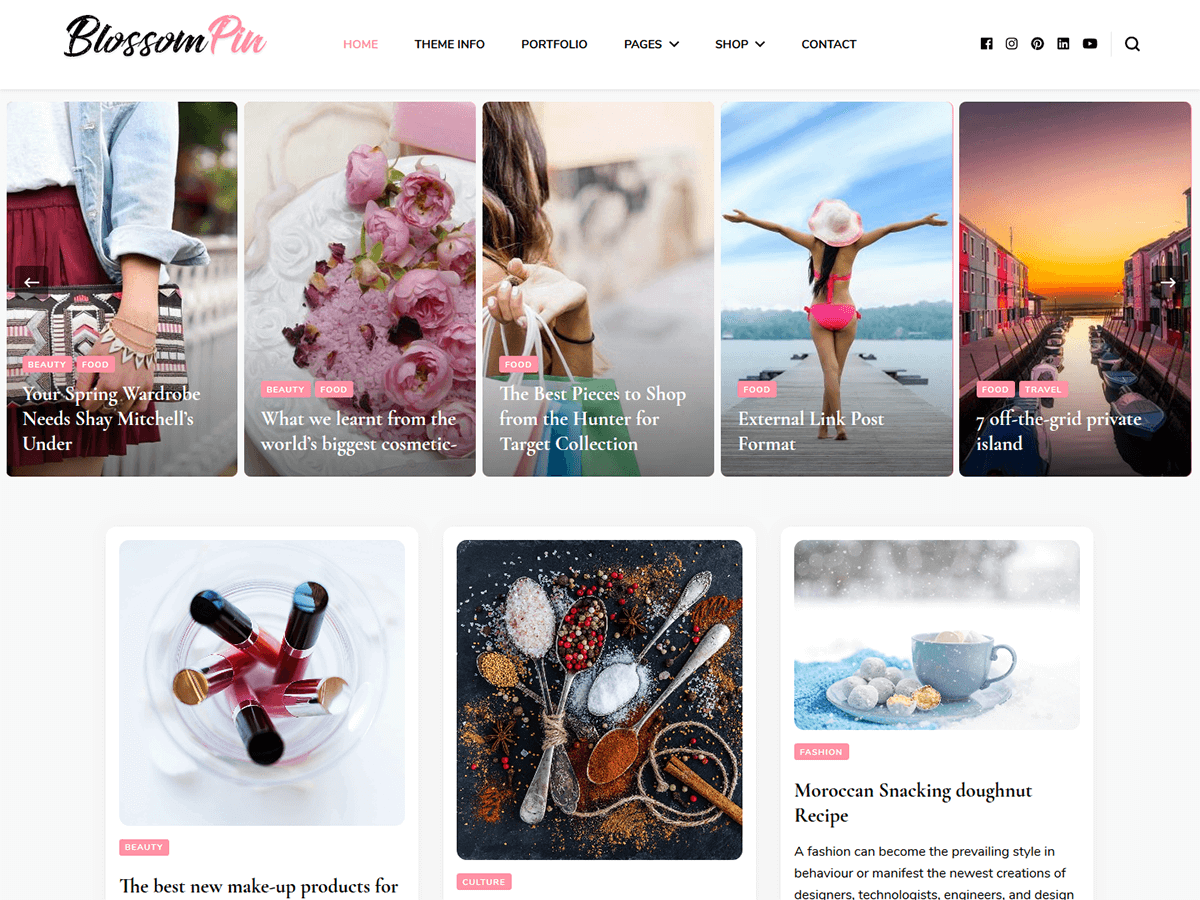 BlossomPin
HOME
THEME INFO
PORTFOLIO
PAGES
SHOP
CONTACT
BEAUTY
FOOD
Your Spring Wardrobe
Needs Shay Mitchell’s
Under
BEAUTY
FOOD
What we learnt from the
world’s biggest cosmetic-
FOOD
The Best Pieces to Shop
from the Hunter for
Target Collection
FOOD
External Link Post
Format
FOOD
TRAVEL
7 off-the-grid private
island
BEAUTY
The best new make-up products for
CULTURE
FASHION
Moroccan Snacking doughnut
Recipe
A fashion can become the prevailing style in
behaviour or manifest the newest creations of
designers, technologists, engineers, and design